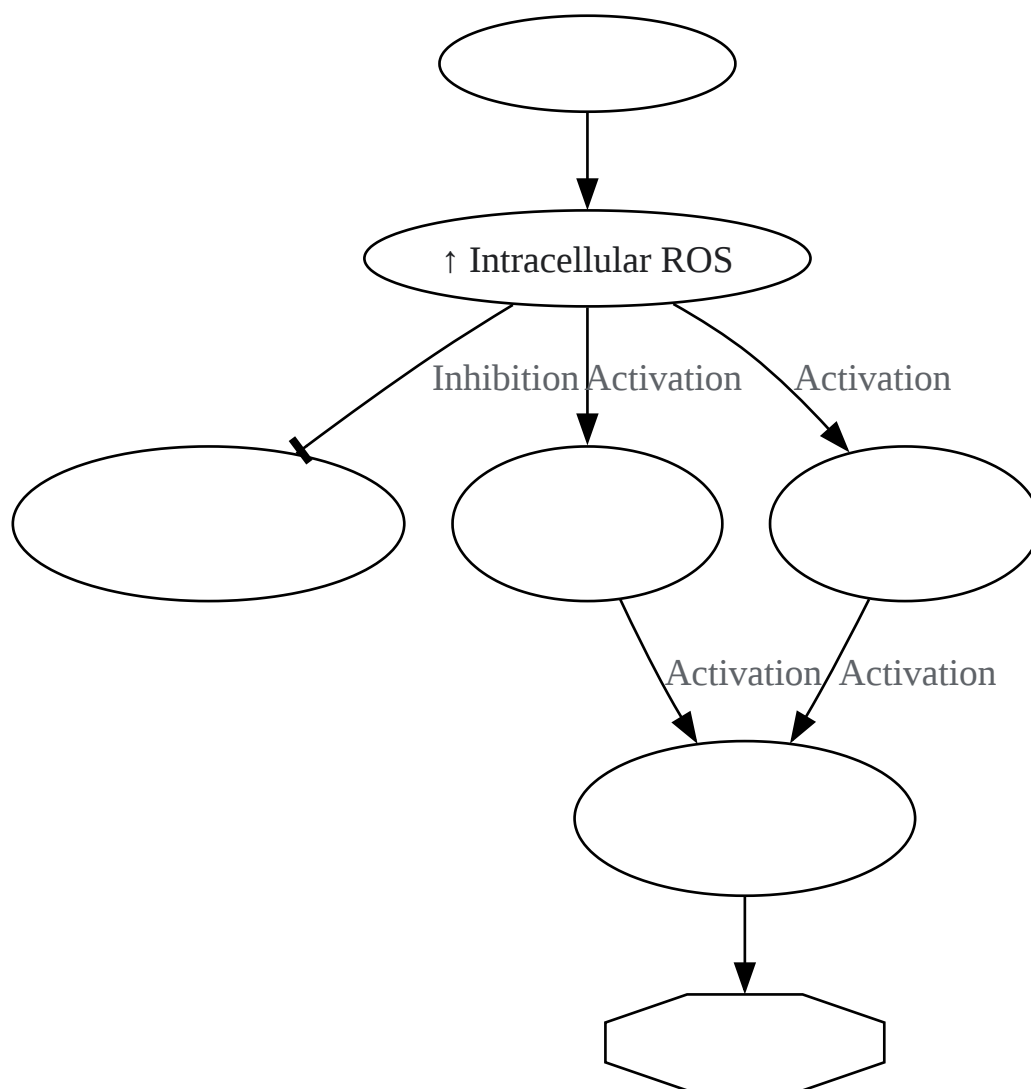 ↑ Intracellular ROS
Inhibition
Activation
Activation
Activation
Activation